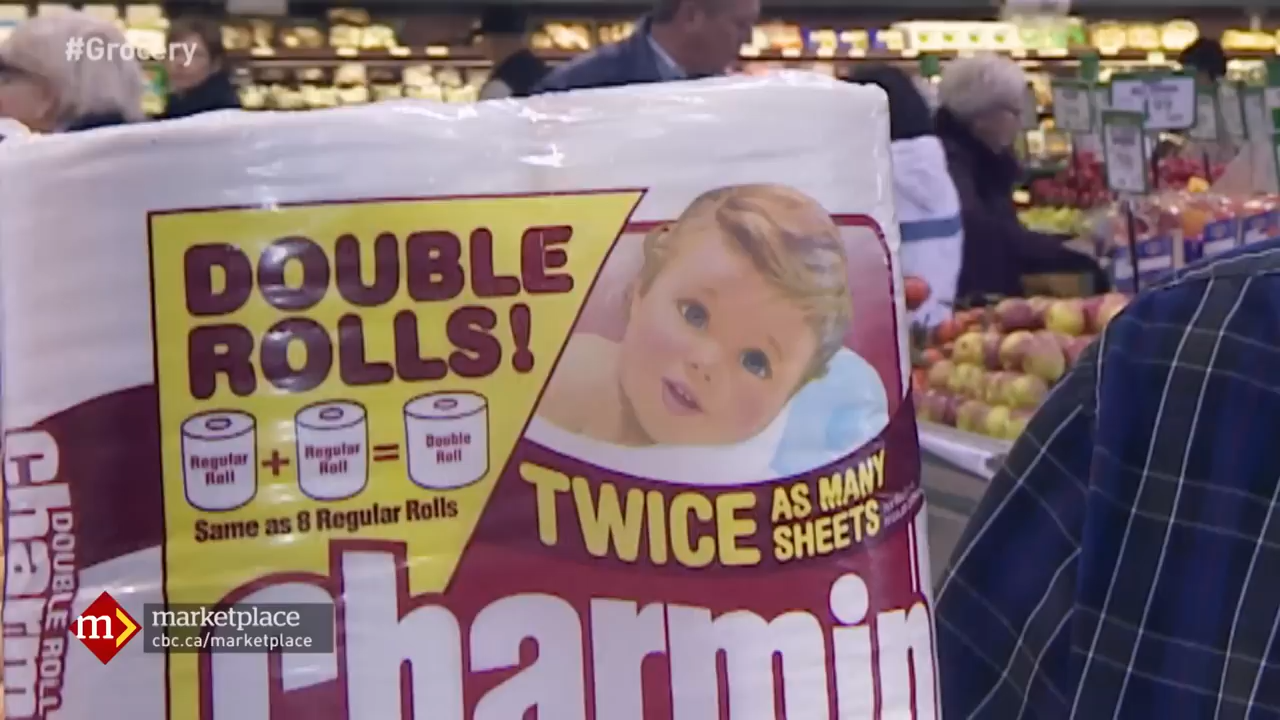 #Grocery
DOUBLE
ROLLS!
Regular
Roll
+
Regular
Roll
=
Double
Roll
Same as 8 Regular Rolls
TWICE
AS MANY
SHEETS
Charmin
Charmin
DOUBLE ROLL
m
marketplace
cbc.ca/marketplace